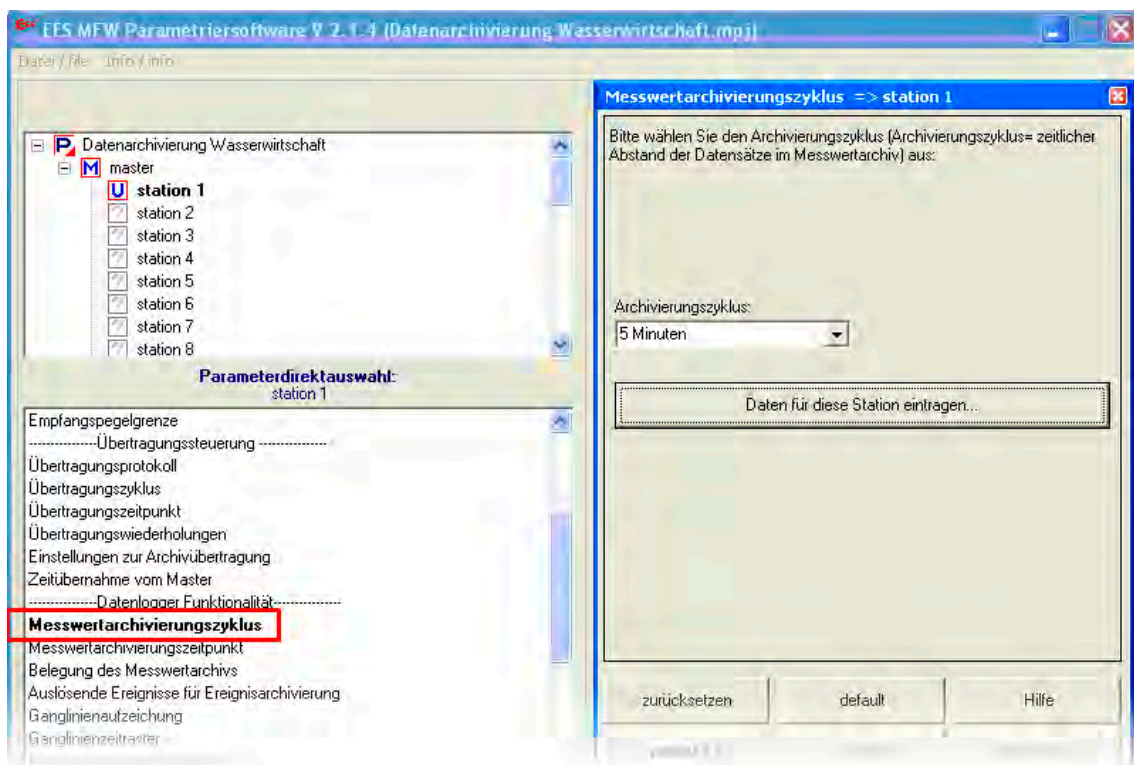 EES MFW Parametriersoftware V 2.1.4 (Datenarchivierung Wasserwirtschaft.mpj)
Datei / file Info / info
Datenarchivierung Wasserwirtschaft
master
station 1
station 2
station 3
station 4
station 5
station 6
station 7
station 8
Parameterdirektauswahl:
station 1
Empfangspegelgrenze
---------------Übertragungssteuerung ---------------
Übertragungsprotokoll
Übertragungszyklus
Übertragungszeitpunkt
Übertragungswiederholungen
Einstellungen zur Archivübertragung
Zeitübernahme vom Master
---------------Datenlogger Funktionalität---------------
Messwertarchivierungszyklus
Messwertarchivierungszeitpunkt
Belegung des Messwertarchivs
Auslösende Ereignisse für Ereignisarchivierung
Ganglinienaufzeichung
Ganglinienzeitraster
Messwertarchivierungszyklus => station 1
Bitte wählen Sie den Archivierungszyklus (Archivierungszyklus= zeitlicher
Abstand der Datensätze im Messwertarchiv) aus:
Archivierungszyklus:
5 Minuten
Daten für diese Station eintragen...
zurücksetzen default Hilfe